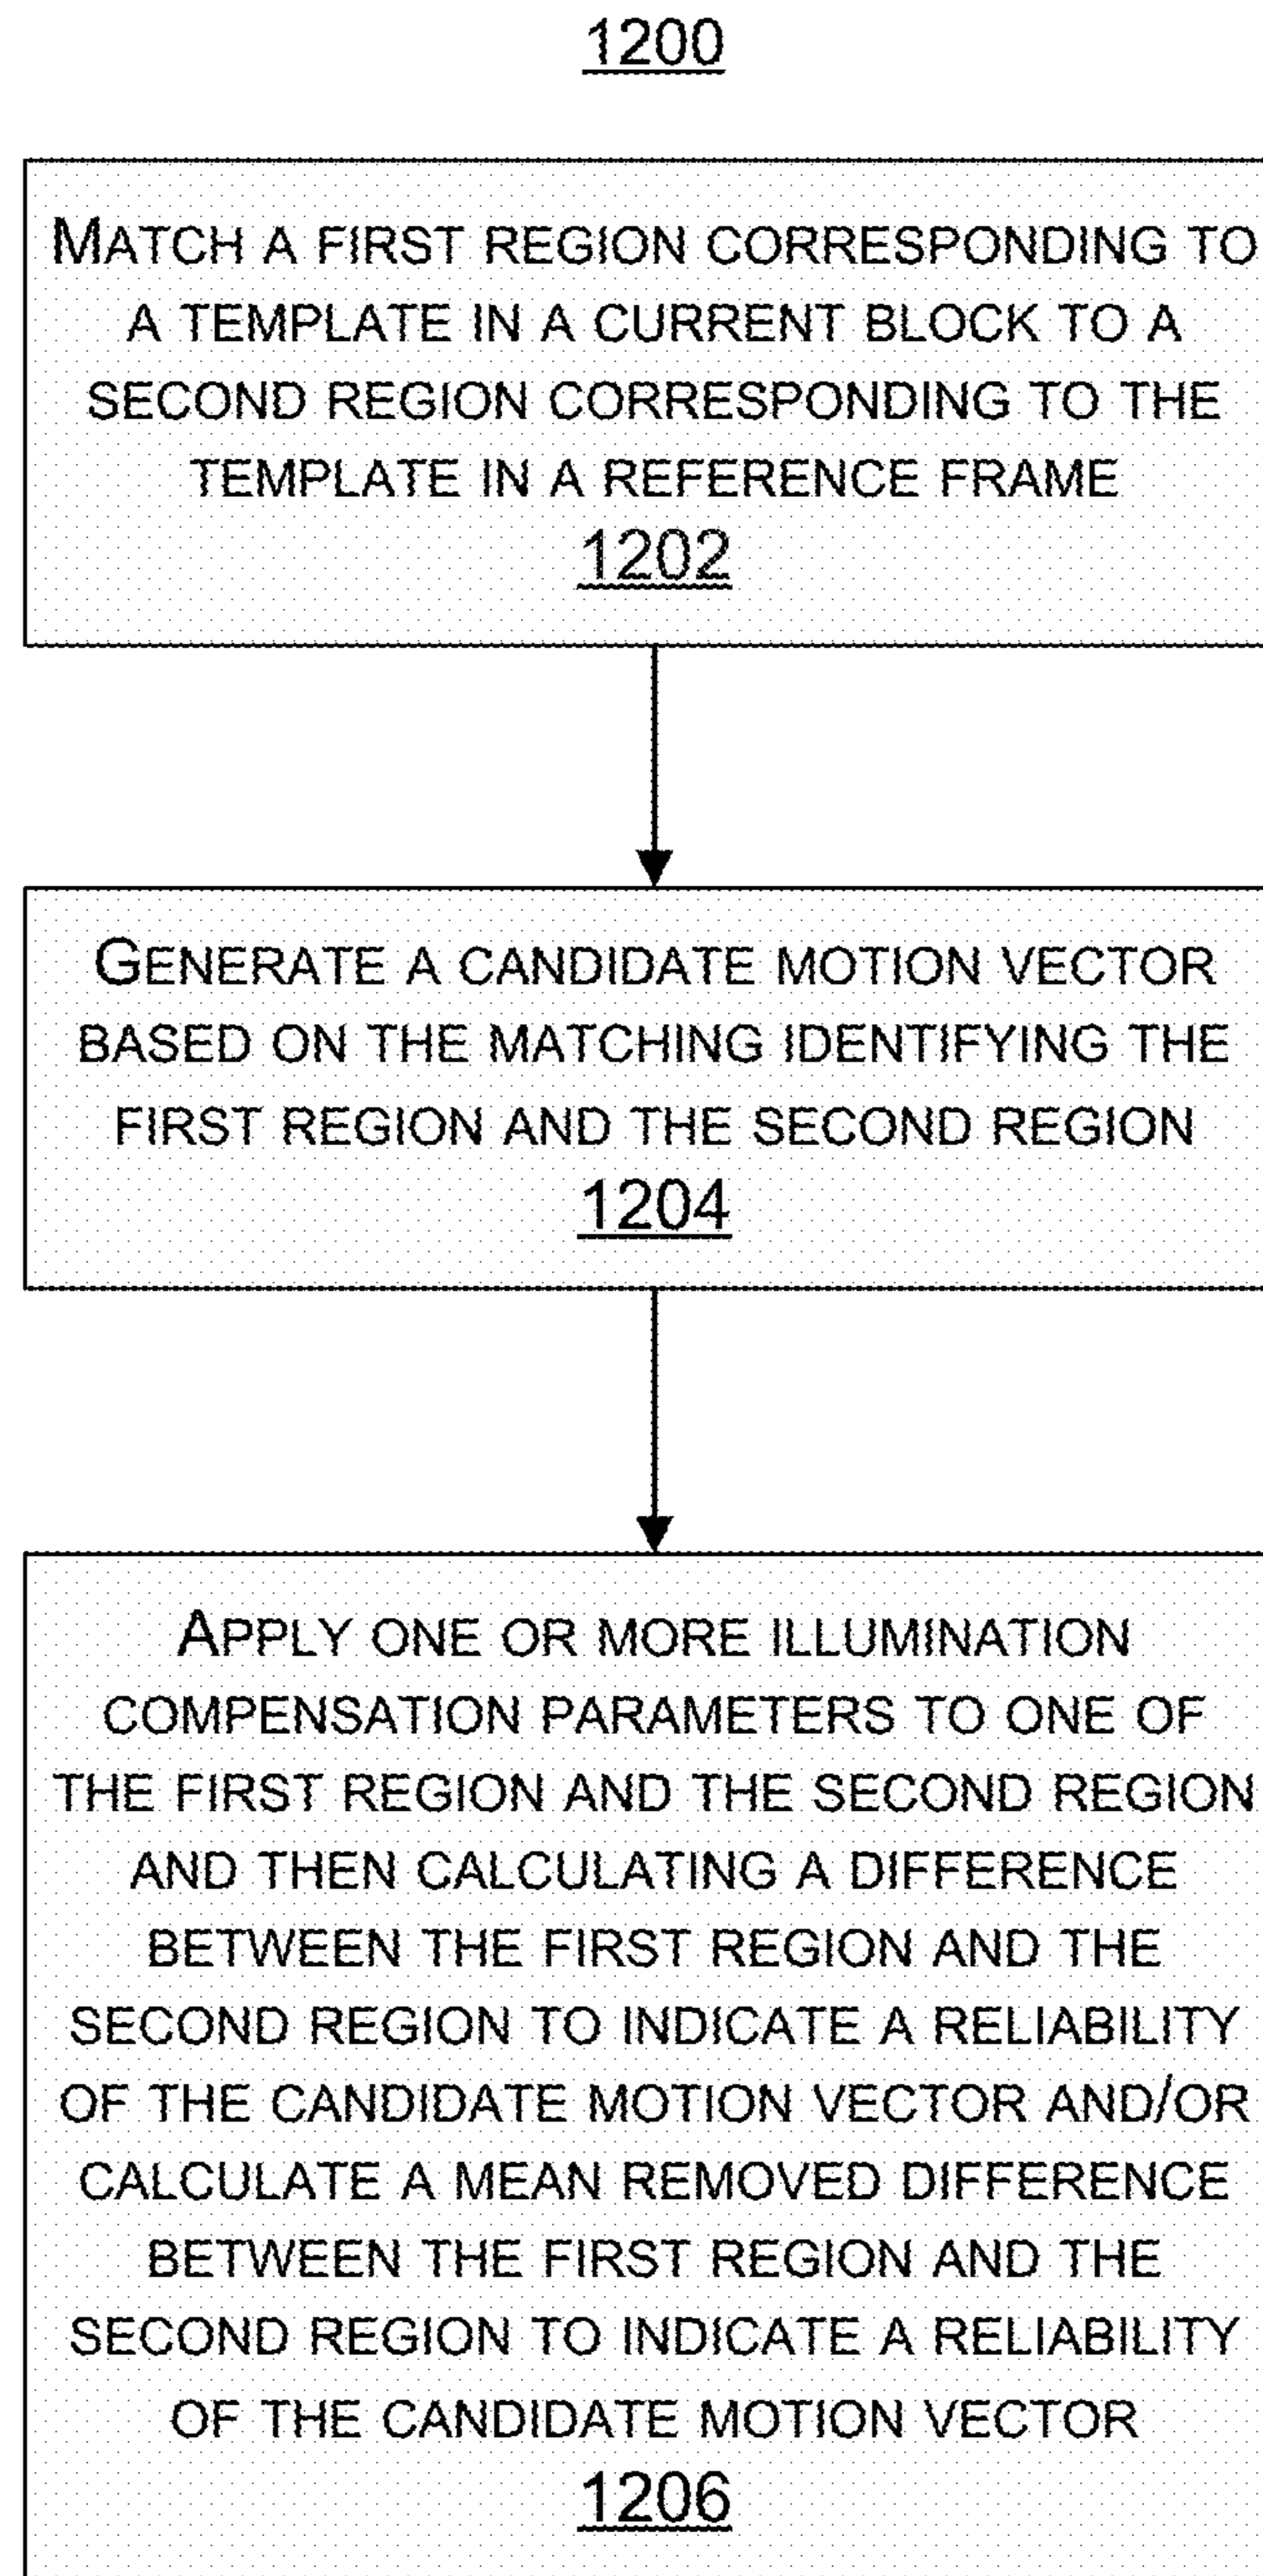 1200
MATCH A FIRST REGION CORRESPONDING TO
A TEMPLATE IN A CURRENT BLOCK TO A
SECOND REGION CORRESPONDING TO THE
TEMPLATE IN A REFERENCE FRAME
1202
GENERATE A CANDIDATE MOTION VECTOR
BASED ON THE MATCHING IDENTIFYING THE
FIRST REGION AND THE SECOND REGION
1204
APPLY ONE OR MORE ILLUMINATION
COMPENSATION PARAMETERS TO ONE OF
THE FIRST REGION AND THE SECOND REGION
AND THEN CALCULATING A DIFFERENCE
BETWEEN THE FIRST REGION AND THE
SECOND REGION TO INDICATE A RELIABILITY
OF THE CANDIDATE MOTION VECTOR AND/OR
CALCULATE A MEAN REMOVED DIFFERENCE
BETWEEN THE FIRST REGION AND THE
SECOND REGION TO INDICATE A RELIABILITY
OF THE CANDIDATE MOTION VECTOR
1206